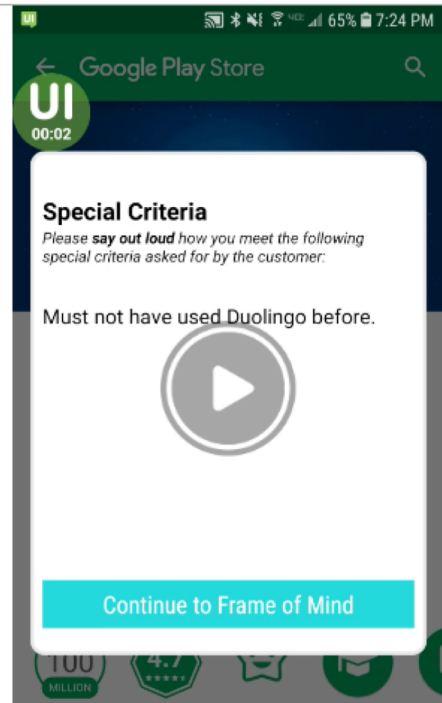 UI 65% 7:24 PM
Google Play Store
UI
00:02
Special Criteria
Please say out loud how you meet the following
special criteria asked for by the customer:
Must not have used Duolingo before.
Continue to Frame of Mind
100 4.7
MILLION